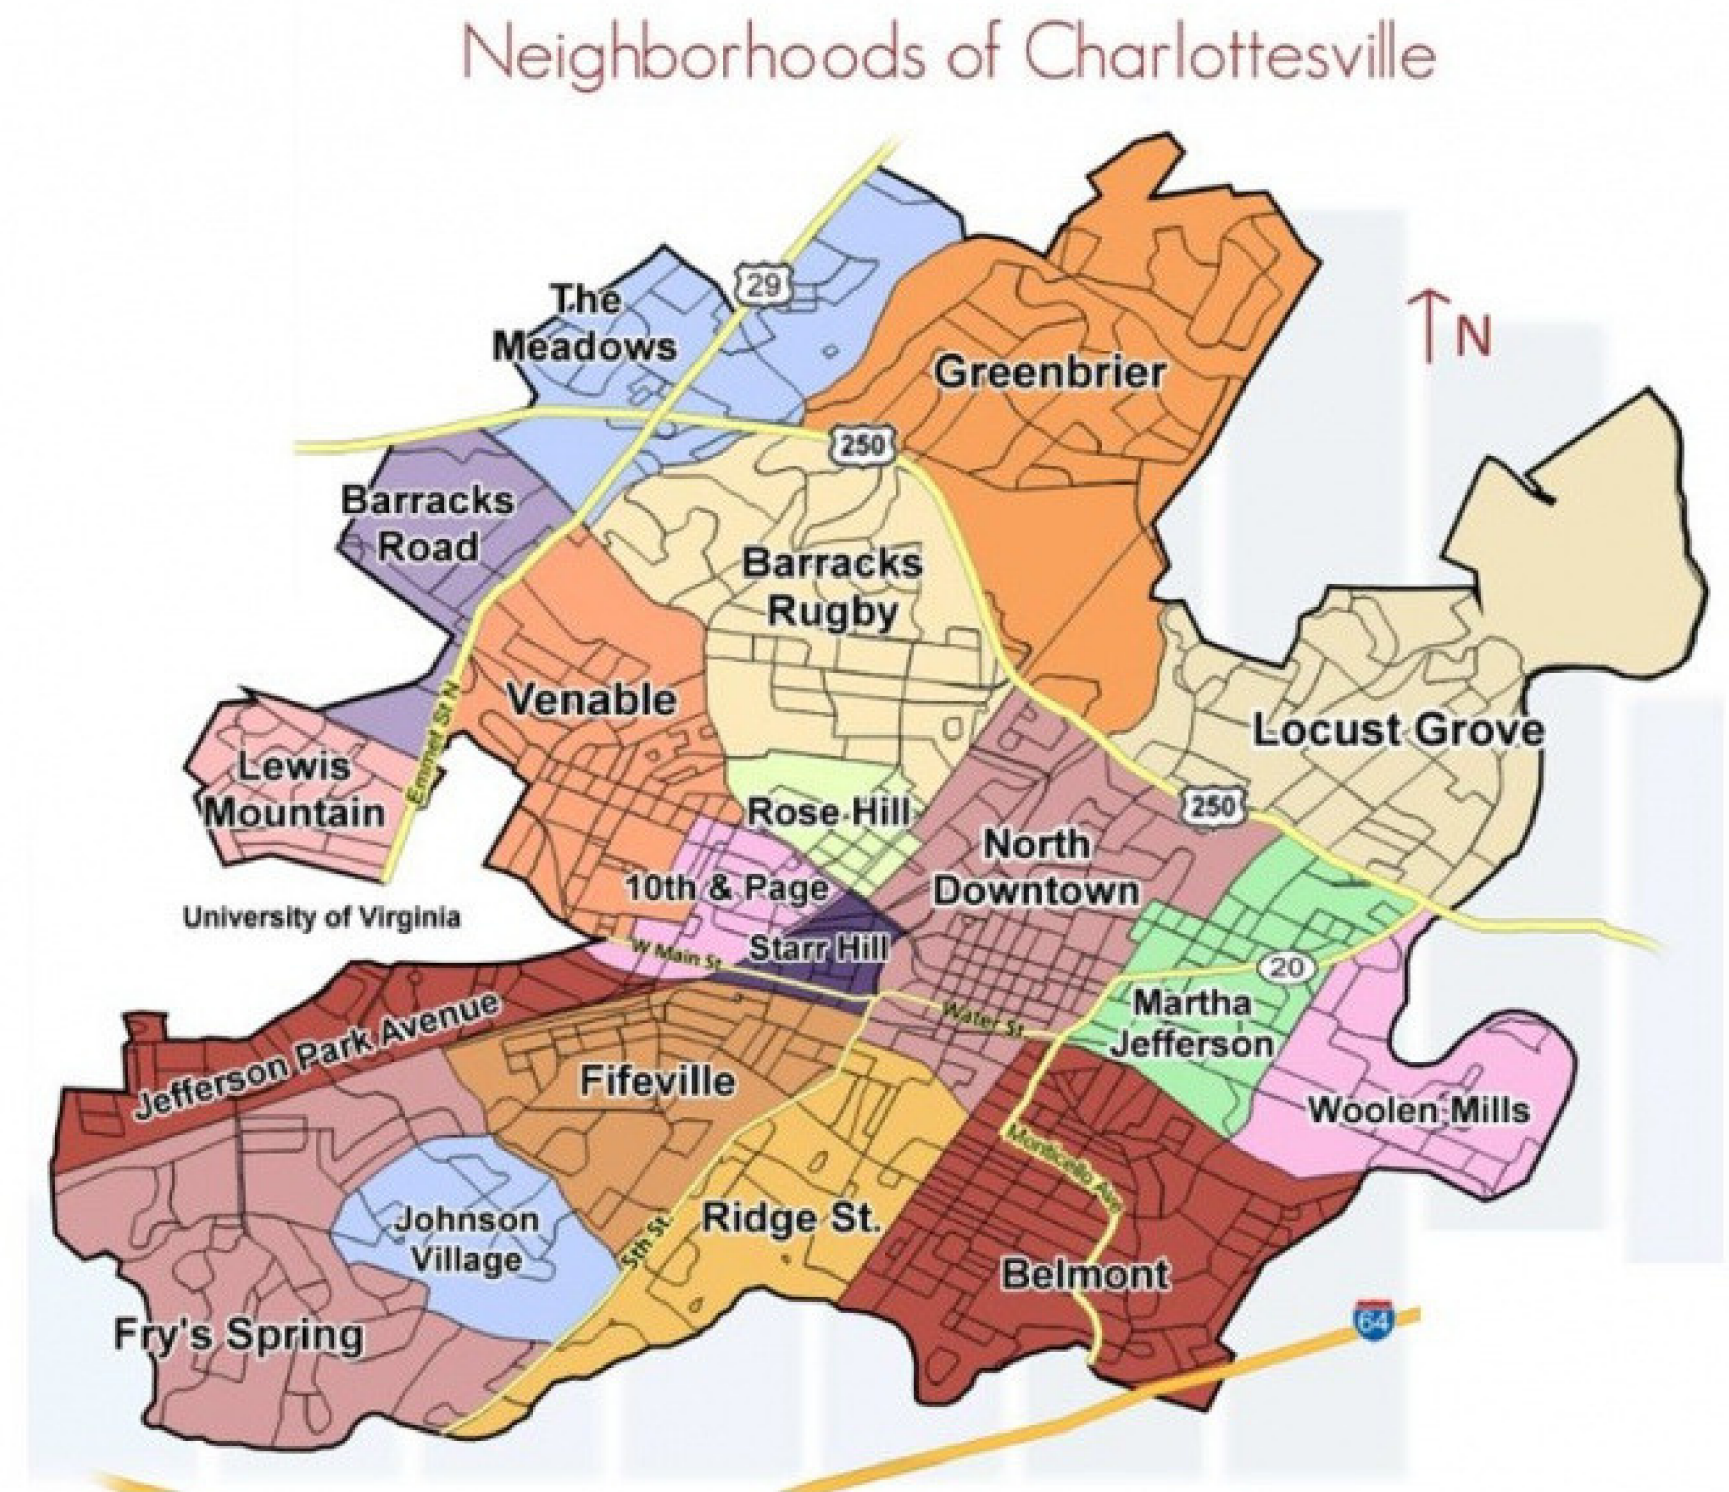 Neighborhoods of Charlottesville
29
The
Meadows
N
Greenbrier
250
Barracks
Road
Barracks
Rugby
Emmet St N
Venable
Locust Grove
Lewis
Mountain
250
Rose Hill
North
Downtown
10th & Page
University of Virginia
W Main St
Starr Hill
20
Jefferson Park Avenue
Water St
Martha
Jefferson
Fifeville
Woolen Mills
Monticello Ave
Johnson
Village
5th St.
Ridge St.
Belmont
Fry's Spring
64